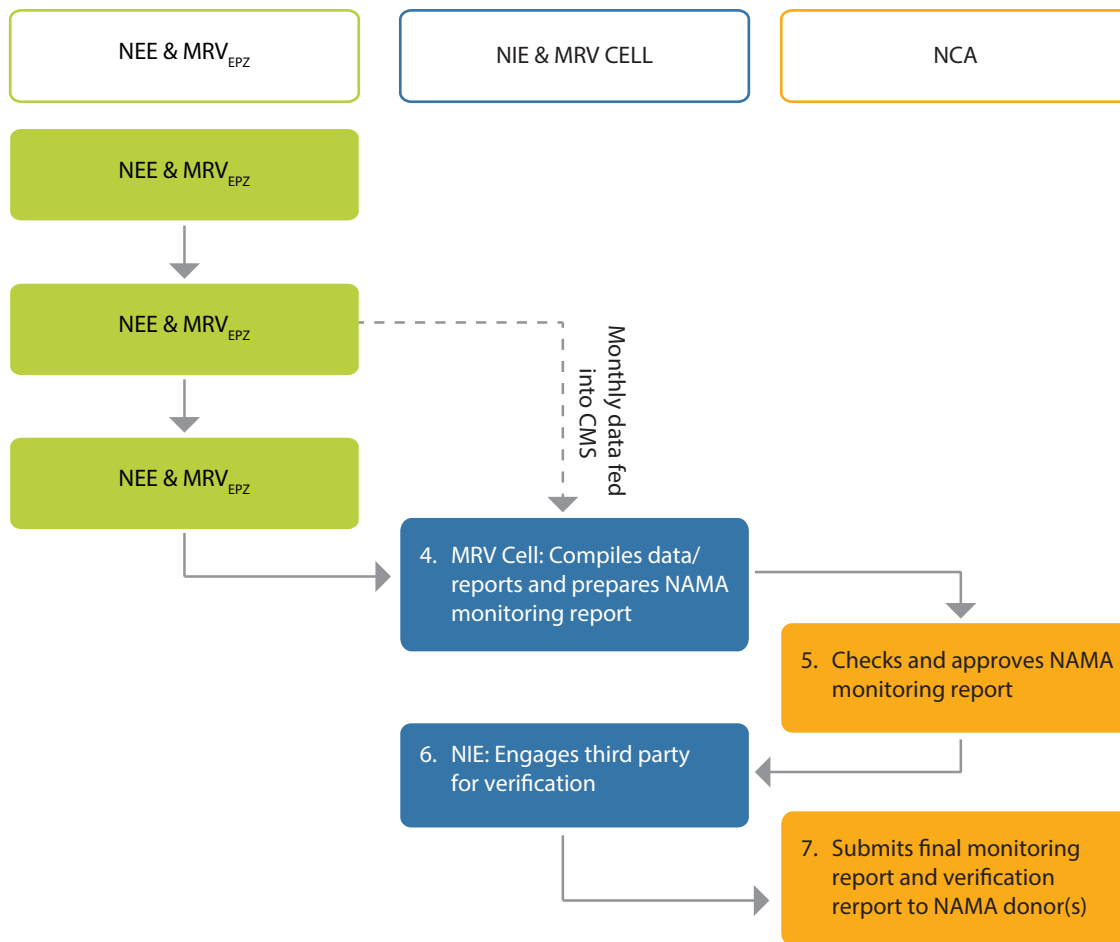 NEE & MRVEPZ
NIE & MRV CELL
NCA
NEE & MRVEPZ
NEE & MRVEPZ
Monthly data fed
into CMS
NEE & MRVEPZ
4. MRV Cell: Compiles data/
reports and prepares NAMA
monitoring report
5. Checks and approves NAMA
monitoring report
6. NIE: Engages third party
for verification
7. Submits final monitoring
report and verification
rerport to NAMA donor(s)